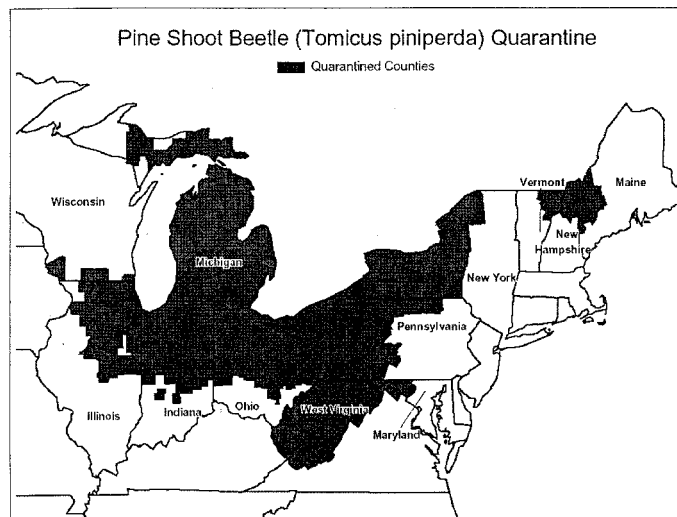 Pine Shoot Beetle (Tomicus piniperda) Quarantine
Quarantined Counties
Vermont
Maine
Wisconsin
New
Hampshire
Michigan
New York
Pennsylvania
West Virginia
Illinois
Indiana
Ohio
Maryland